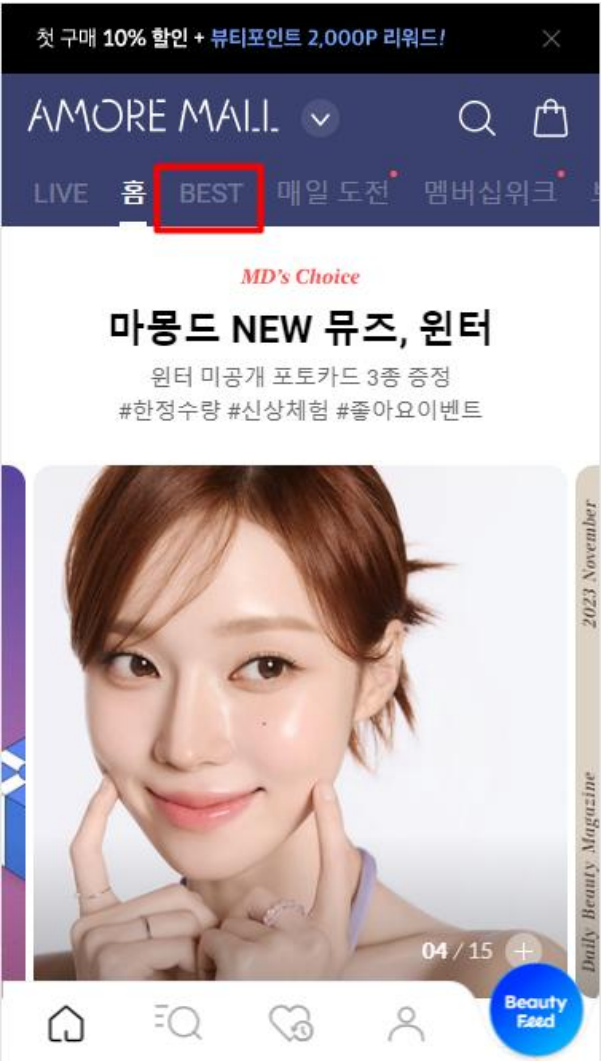 첫 구매 10% 할인 + 뷰티포인트 2,000P 리워드!
AMORE MALL
LIVE 홈 BEST 매일 도전 멤버십위크
MD's Choice
마몽드 NEW 뮤즈, 윈터
윈터 미공개 포토카드 3종 증정
#한정수량 #신상체험 #좋아요이벤트
2023 November
Daily Beauty Magazine
04 / 15
Beauty
Feed